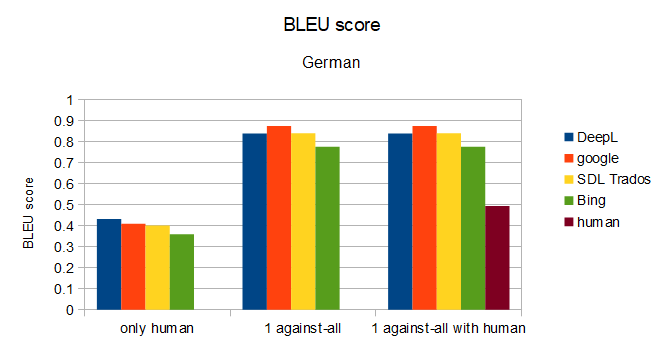 BLEU score
German
1
0.9
0.8
0.7
0.6
0.5
0.4
0.3
0.2
0.1
0
BLEU score
only human
1 against-all
1 against-all with human
DeepL
google
SDL Trados
Bing
human